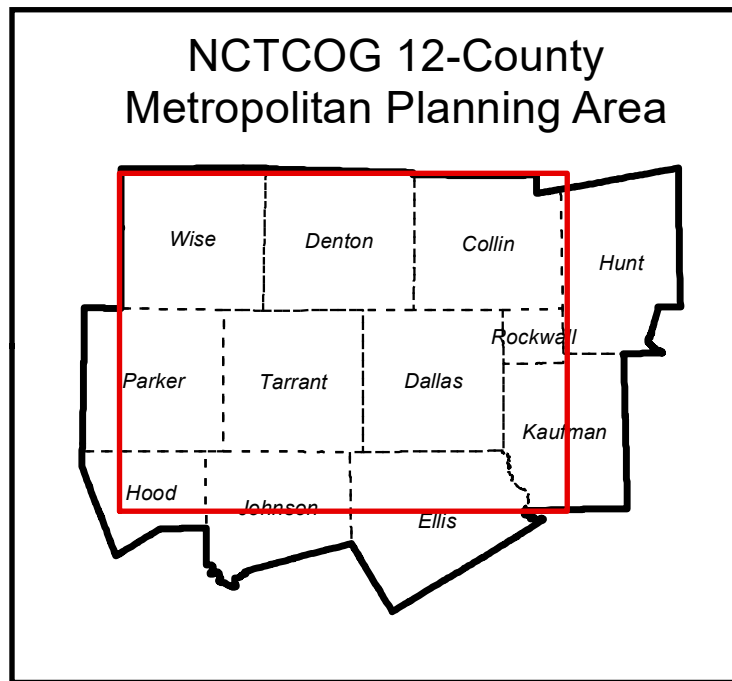 NCTCOG 12-County
Metropolitan Planning Area
Wise
Denton
Collin
Hunt
Rockwall
Parker
Tarrant
Dallas
Kaufman
Hood
Johnson
Ellis